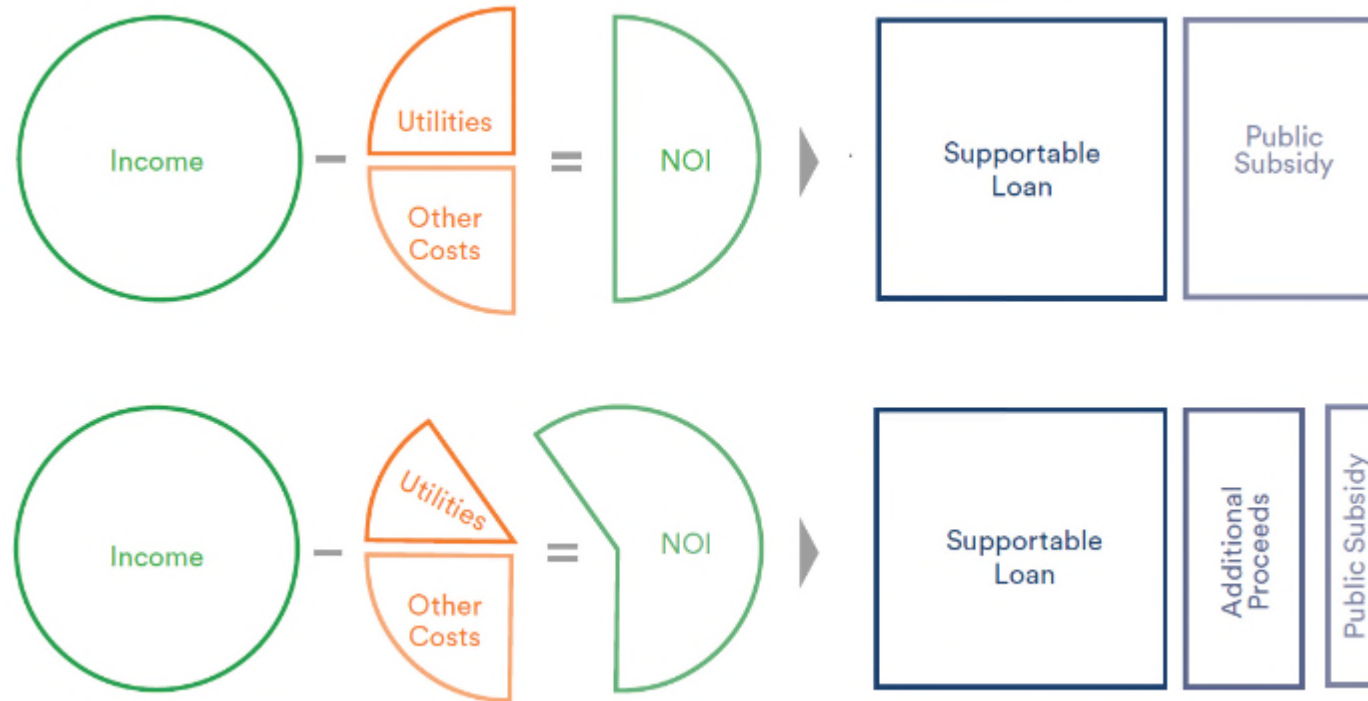 Income
Utilities
Other
Costs
NOI
Supportable
Loan
Public
Subsidy
Income
Utilities
Other
Costs
NOI
Supportable
Loan
Additional
Proceeds
Public Subsidy